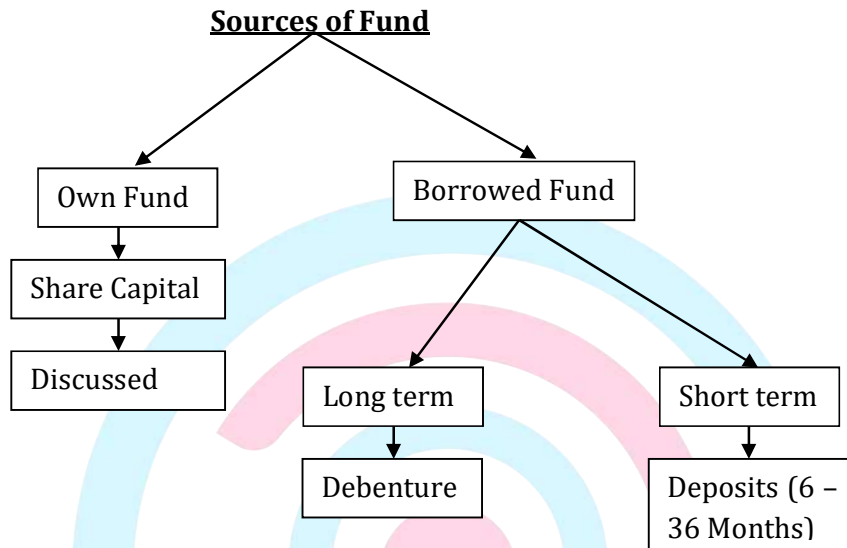 Sources of Fund
Own Fund
Borrowed Fund
Share Capital
Discussed
Long term
Short term
Debenture
Deposits (6 –
36 Months)